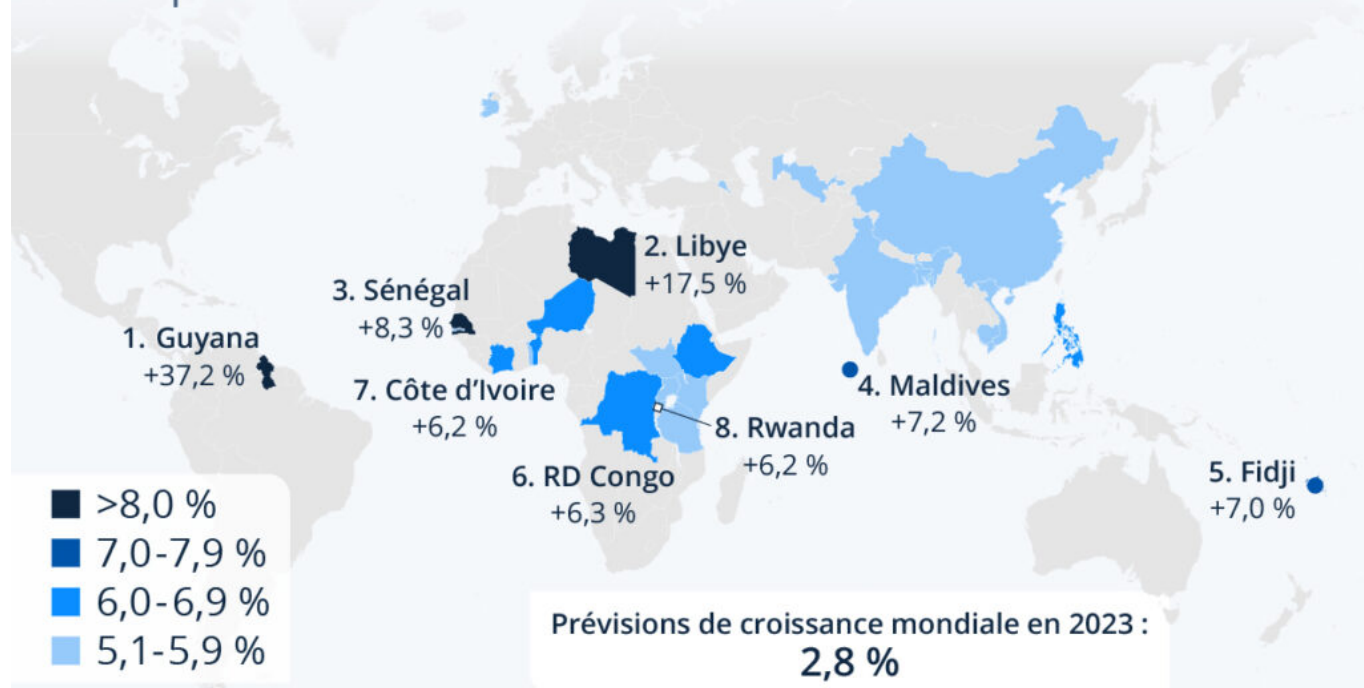 2. Libye
+17,5 %
3. Sénégal
+8,3 %
1. Guyana
+37,2 %
7. Côte d’Ivoire
+6,2 %
4. Maldives
+7,2 %
8. Rwanda
+6,2 %
6. RD Congo
+6,3 %
5. Fidji
+7,0 %
>8,0 %
7,0-7,9 %
6,0-6,9 %
5,1-5,9 %
Prévisions de croissance mondiale en 2023 :
2,8 %